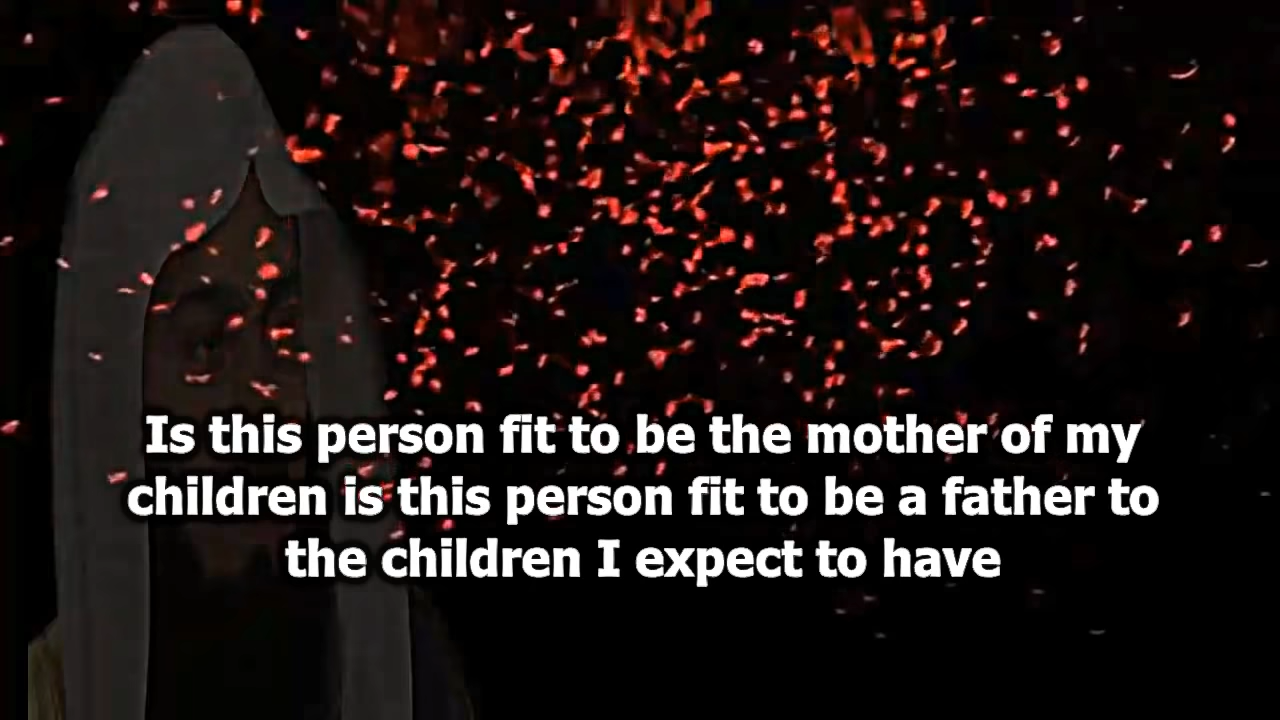 Is this person fit to be the mother of my
children is this person fit to be a father to
the children I expect to have